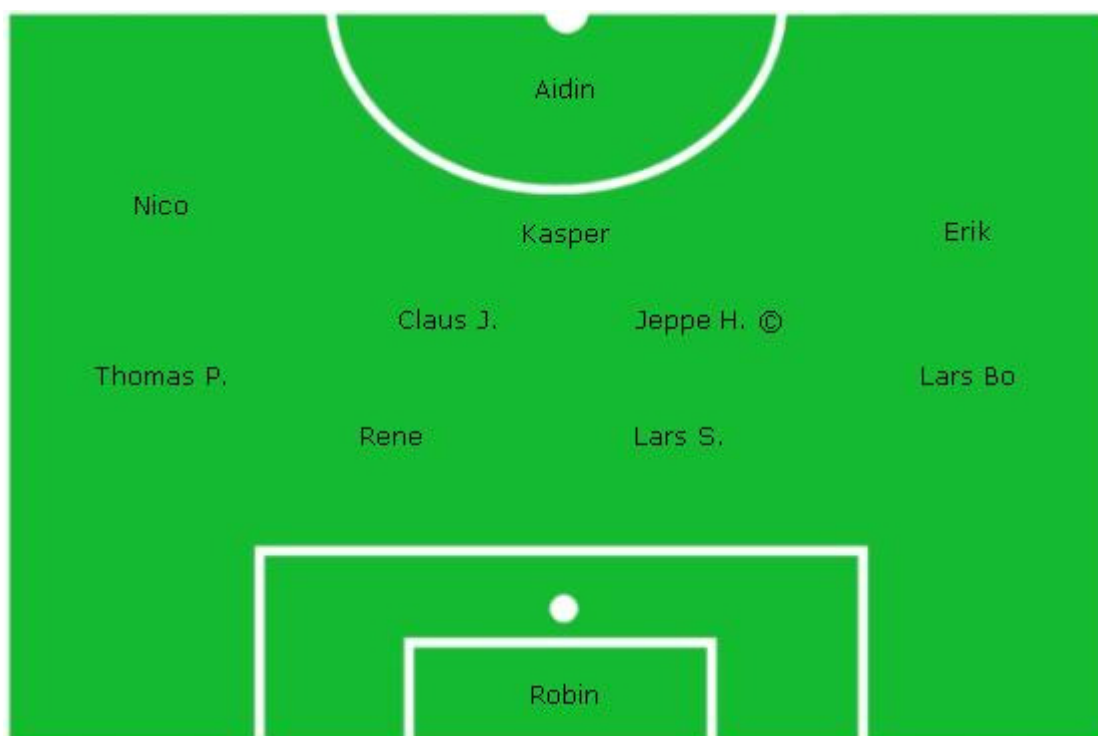 Aidin
Nico
Kasper
Erik
Claus J.
Jeppe H. ©
Thomas P.
Lars Bo
Rene
Lars S.
Robin